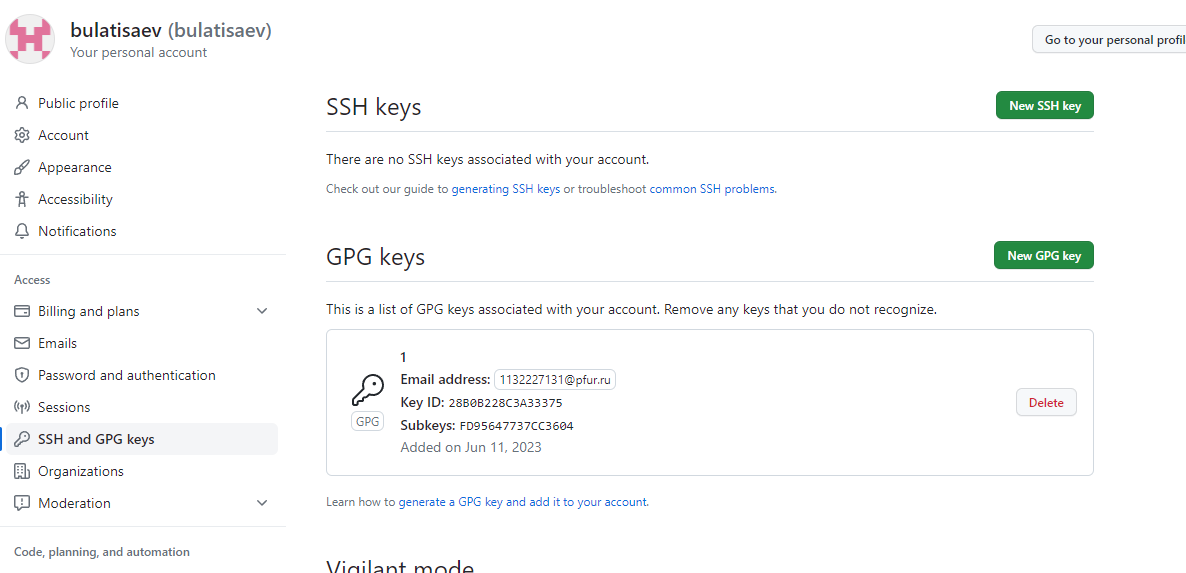 bulatisaev (bulatisaev)
Your personal account
Go to your personal profil
Public profile
Account
Appearance
Accessibility
Notifications
Access
Billing and plans
Emails
Password and authentication
Sessions
SSH and GPG keys
Organizations
Moderation
Code, planning, and automation
SSH keys
New SSH key
There are no SSH keys associated with your account.
Check out our guide to generating SSH keys or troubleshoot common SSH problems.
GPG keys
New GPG key
This is a list of GPG keys associated with your account. Remove any keys that you do not recognize.
1
Email address: 1132227131@pfur.ru
Key ID: 28B0B228C3A33375
GPG
Subkeys: FD95647737CC3604
Added on Jun 11, 2023
Delete
Learn how to generate a GPG key and add it to your account.
Vigilant mode